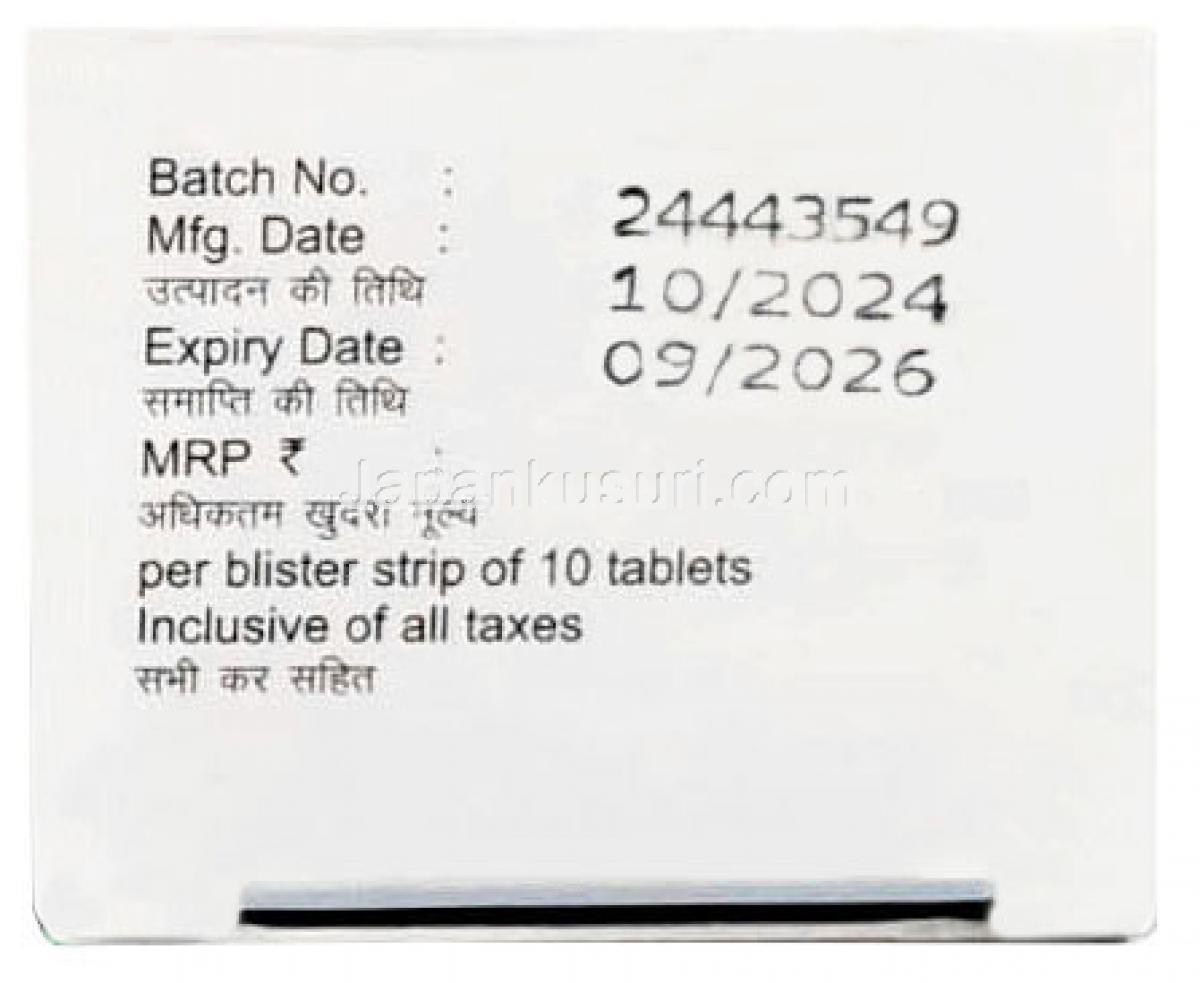 Batch No. : 24443549
Mfg. Date : 10/2024
उत्पादन की तिथि
Expiry Date : 09/2026
समाप्ति की तिथि
MRP ₹ :
Japankusuri.com
अधिकतम खुदरा मूल्य
per blister strip of 10 tablets
Inclusive of all taxes
सभी कर सहित